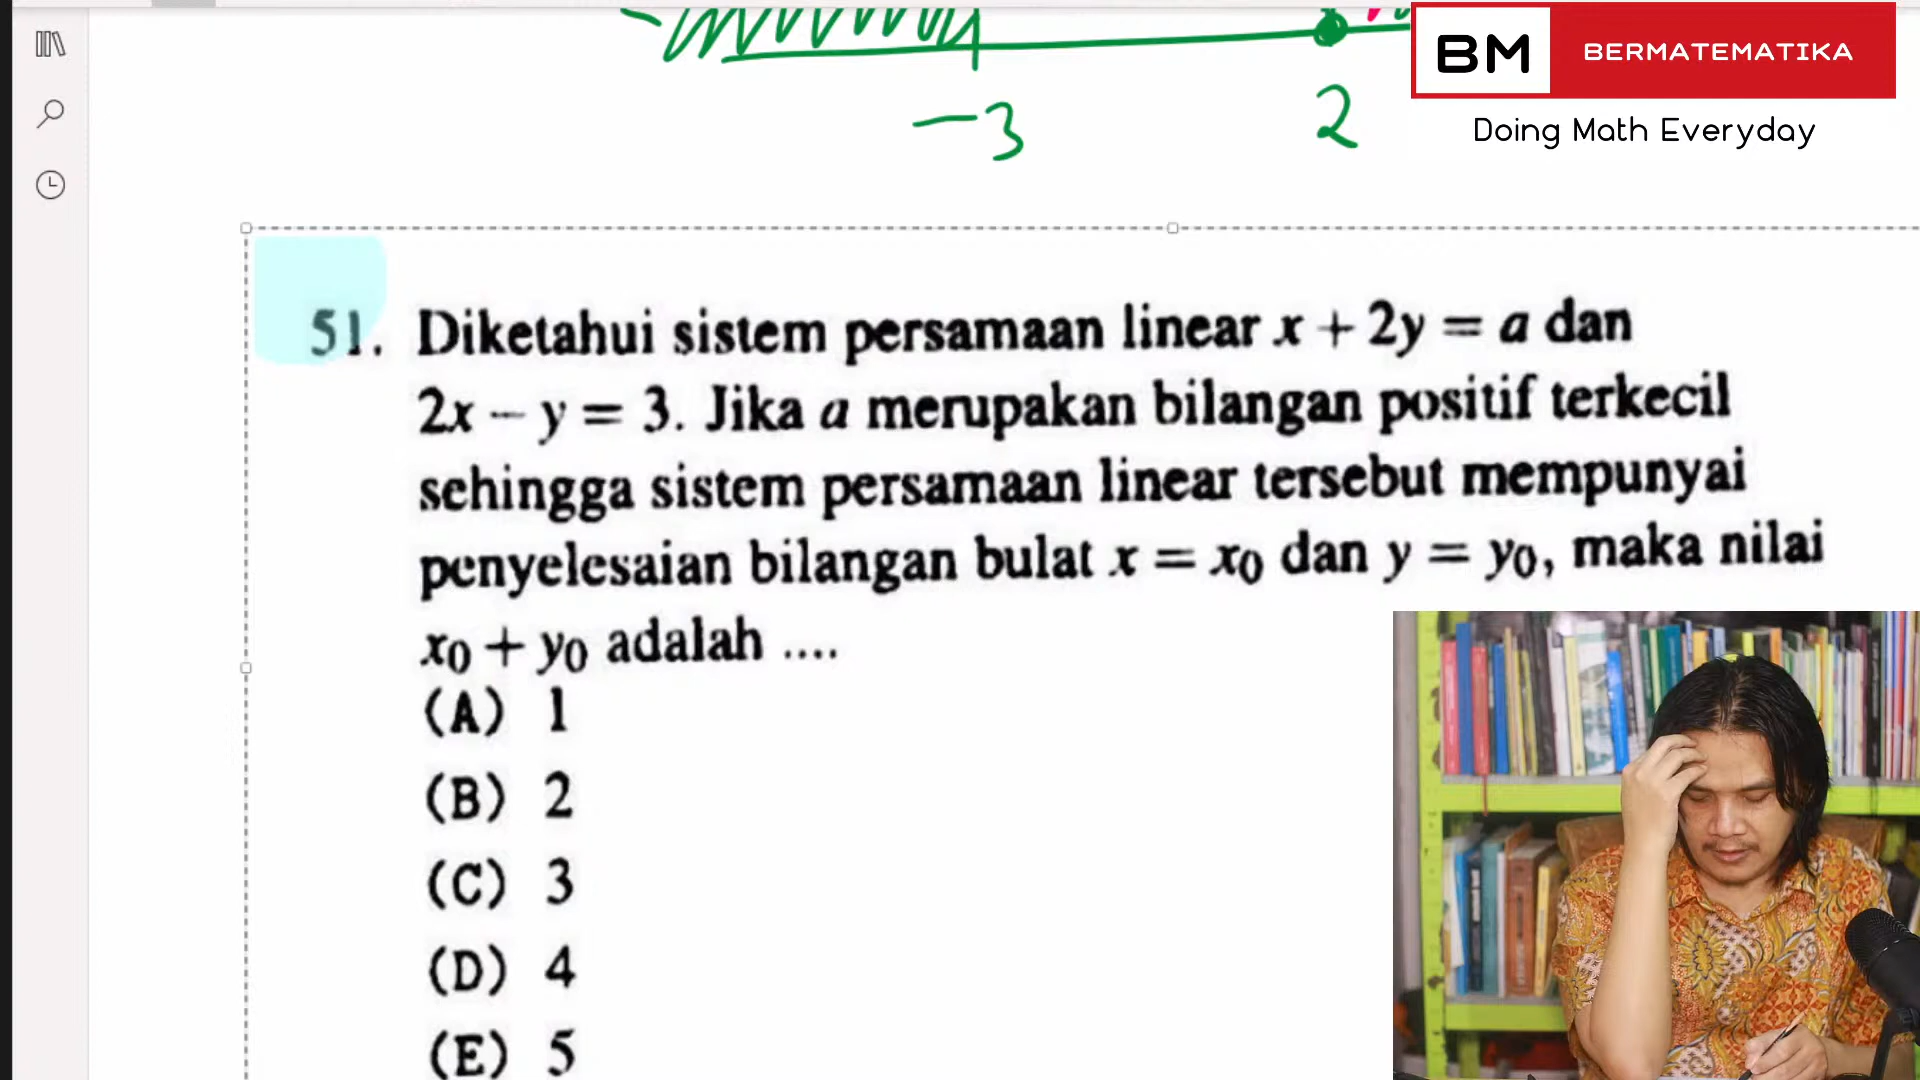 -3
2
BM
BERMATEMATIKA
Doing Math Everyday
51. Diketahui sistem persamaan linear x + 2y = a dan
2x – y = 3. Jika a merupakan bilangan positif terkecil
sehingga sistem persamaan linear tersebut mempunyai
penyelesaian bilangan bulat x = x₀ dan y = y₀, maka nilai
x₀ + y₀ adalah ....
(A) 1
(B) 2
(C) 3
(D) 4
(E) 5